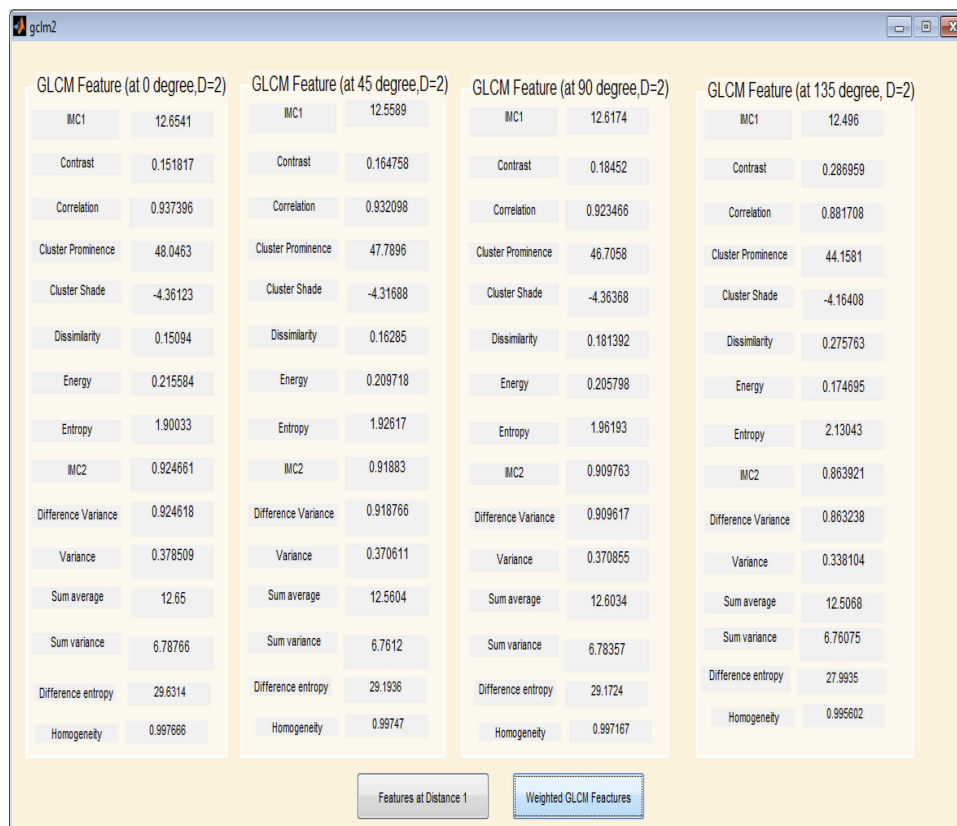 gclm2
GLCM Feature (at 0 degree,D=2)
IMC1 12.6541
Contrast 0.151817
Correlation 0.937396
Cluster Prominence 48.0463
Cluster Shade -4.36123
Dissimilarity 0.15094
Energy 0.215584
Entropy 1.90033
IMC2 0.924661
Difference Variance 0.924618
Variance 0.378509
Sum average 12.65
Sum variance 6.78766
Difference entropy 29.6314
Homogeneity 0.997666
GLCM Feature (at 45 degree,D=2)
IMC1 12.5589
Contrast 0.164758
Correlation 0.932098
Cluster Prominence 47.7896
Cluster Shade -4.31688
Dissimilarity 0.16285
Energy 0.209718
Entropy 1.92617
IMC2 0.91883
Difference Variance 0.918766
Variance 0.370611
Sum average 12.5604
Sum variance 6.7612
Difference entropy 29.1936
Homogeneity 0.99747
GLCM Feature (at 90 degree,D=2)
IMC1 12.6174
Contrast 0.18452
Correlation 0.923466
Cluster Prominence 46.7058
Cluster Shade -4.36368
Dissimilarity 0.181392
Energy 0.205798
Entropy 1.96193
IMC2 0.909763
Difference Variance 0.909617
Variance 0.370855
Sum average 12.6034
Sum variance 6.78357
Difference entropy 29.1724
Homogeneity 0.997167
GLCM Feature (at 135 degree, D=2)
IMC1 12.496
Contrast 0.286959
Correlation 0.881708
Cluster Prominence 44.1581
Cluster Shade -4.16408
Dissimilarity 0.275763
Energy 0.174695
Entropy 2.13043
IMC2 0.863921
Difference Variance 0.863238
Variance 0.338104
Sum average 12.5068
Sum variance 6.76075
Difference entropy 27.9935
Homogeneity 0.995602
Features at Distance 1
Weighted GLCM Feactures